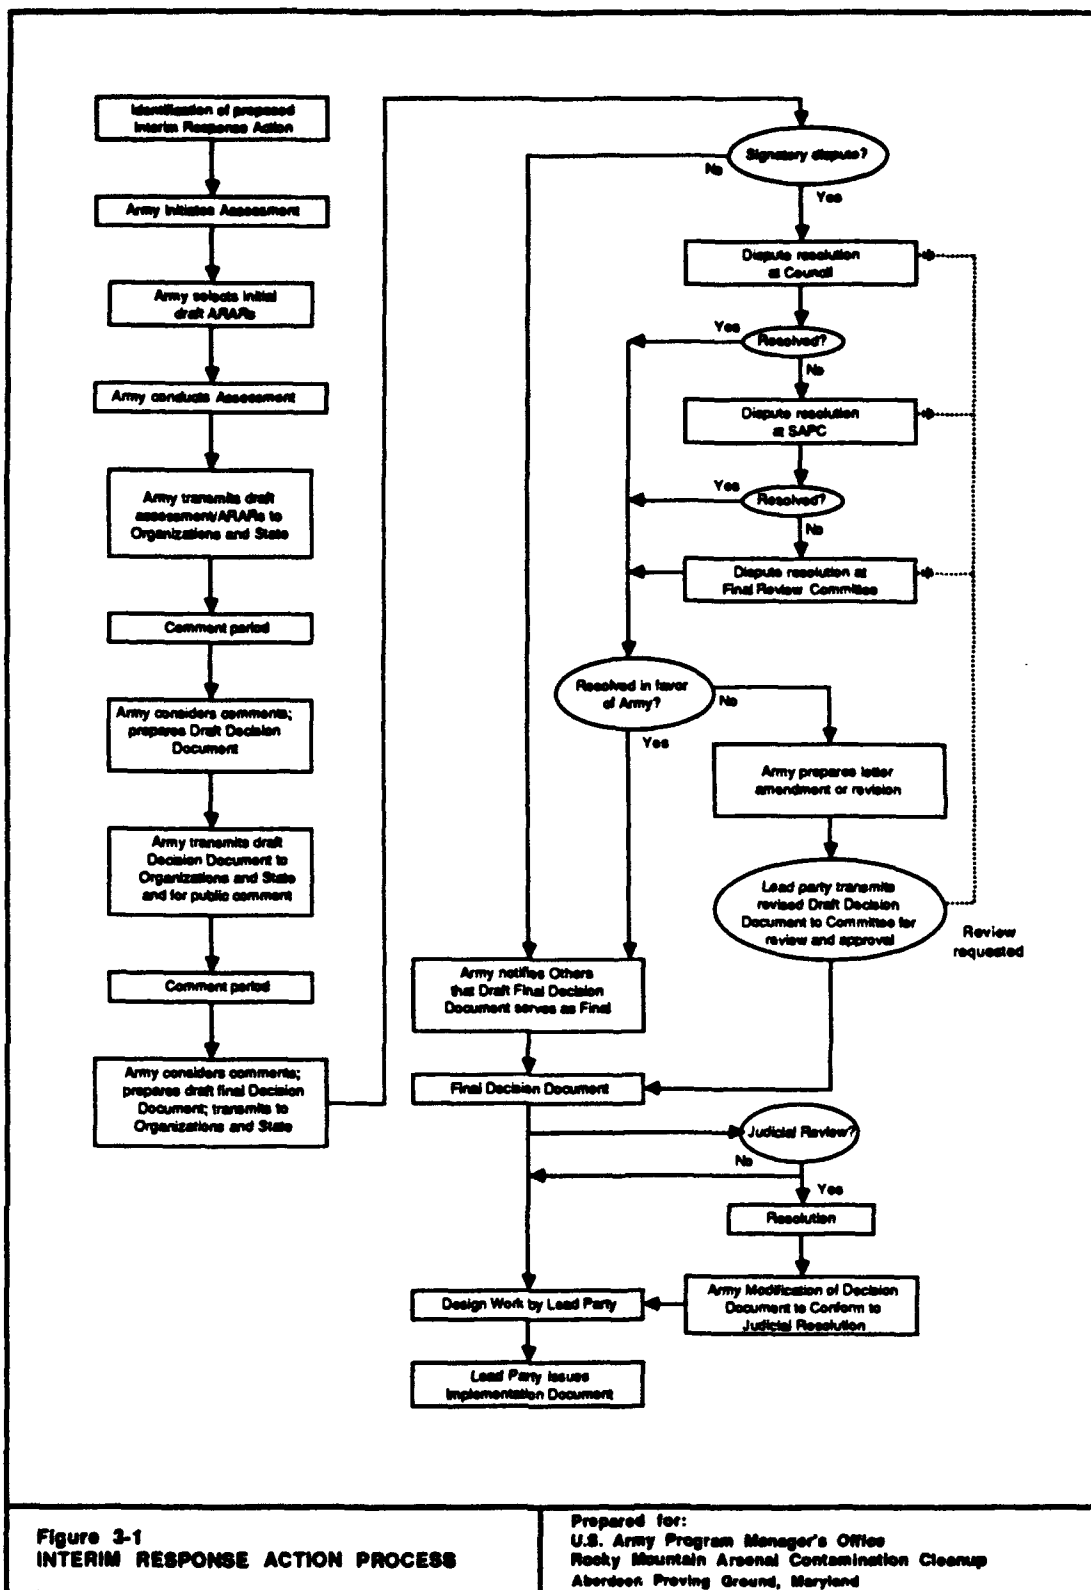 Identification of proposed
Interim Response Action
Army initiates Assessment
Army selects initial
draft ARARs
Army conducts Assessment
Army transmits draft
assessment/ARARs to
Organizations and State
Comment period
Army considers comments;
prepares Draft Decision
Document
Army transmits draft
Decision Document to
Organizations and State
and for public comment
Comment period
Army considers comments;
prepares draft final Decision
Document; transmits to
Organizations and State
Signatory dispute?
No
Yes
Dispute resolution
at Council
Yes
Resolved?
No
Dispute resolution
at SAPC
Yes
Resolved?
No
Dispute resolution at
Final Review Committee
Resolved in favor
of Army?
No
Yes
Army prepares letter
amendment or revision
Lead party transmits
revised Draft Decision
Document to Committee for
review and approval
Review
requested
Army notifies Others
that Draft Final Decision
Document serves as Final
Final Decision Document
Judicial Review?
No
Yes
Resolution
Army Modification of Decision
Document to Conform to
Judicial Resolution
Design Work by Lead Party
Lead Party issues
Implementation Document
Figure 3-1
INTERIM RESPONSE ACTION PROCESS
Prepared for:
U.S. Army Program Manager's Office
Rocky Mountain Arsenal Contamination Cleanup
Aberdeen Proving Ground, Maryland